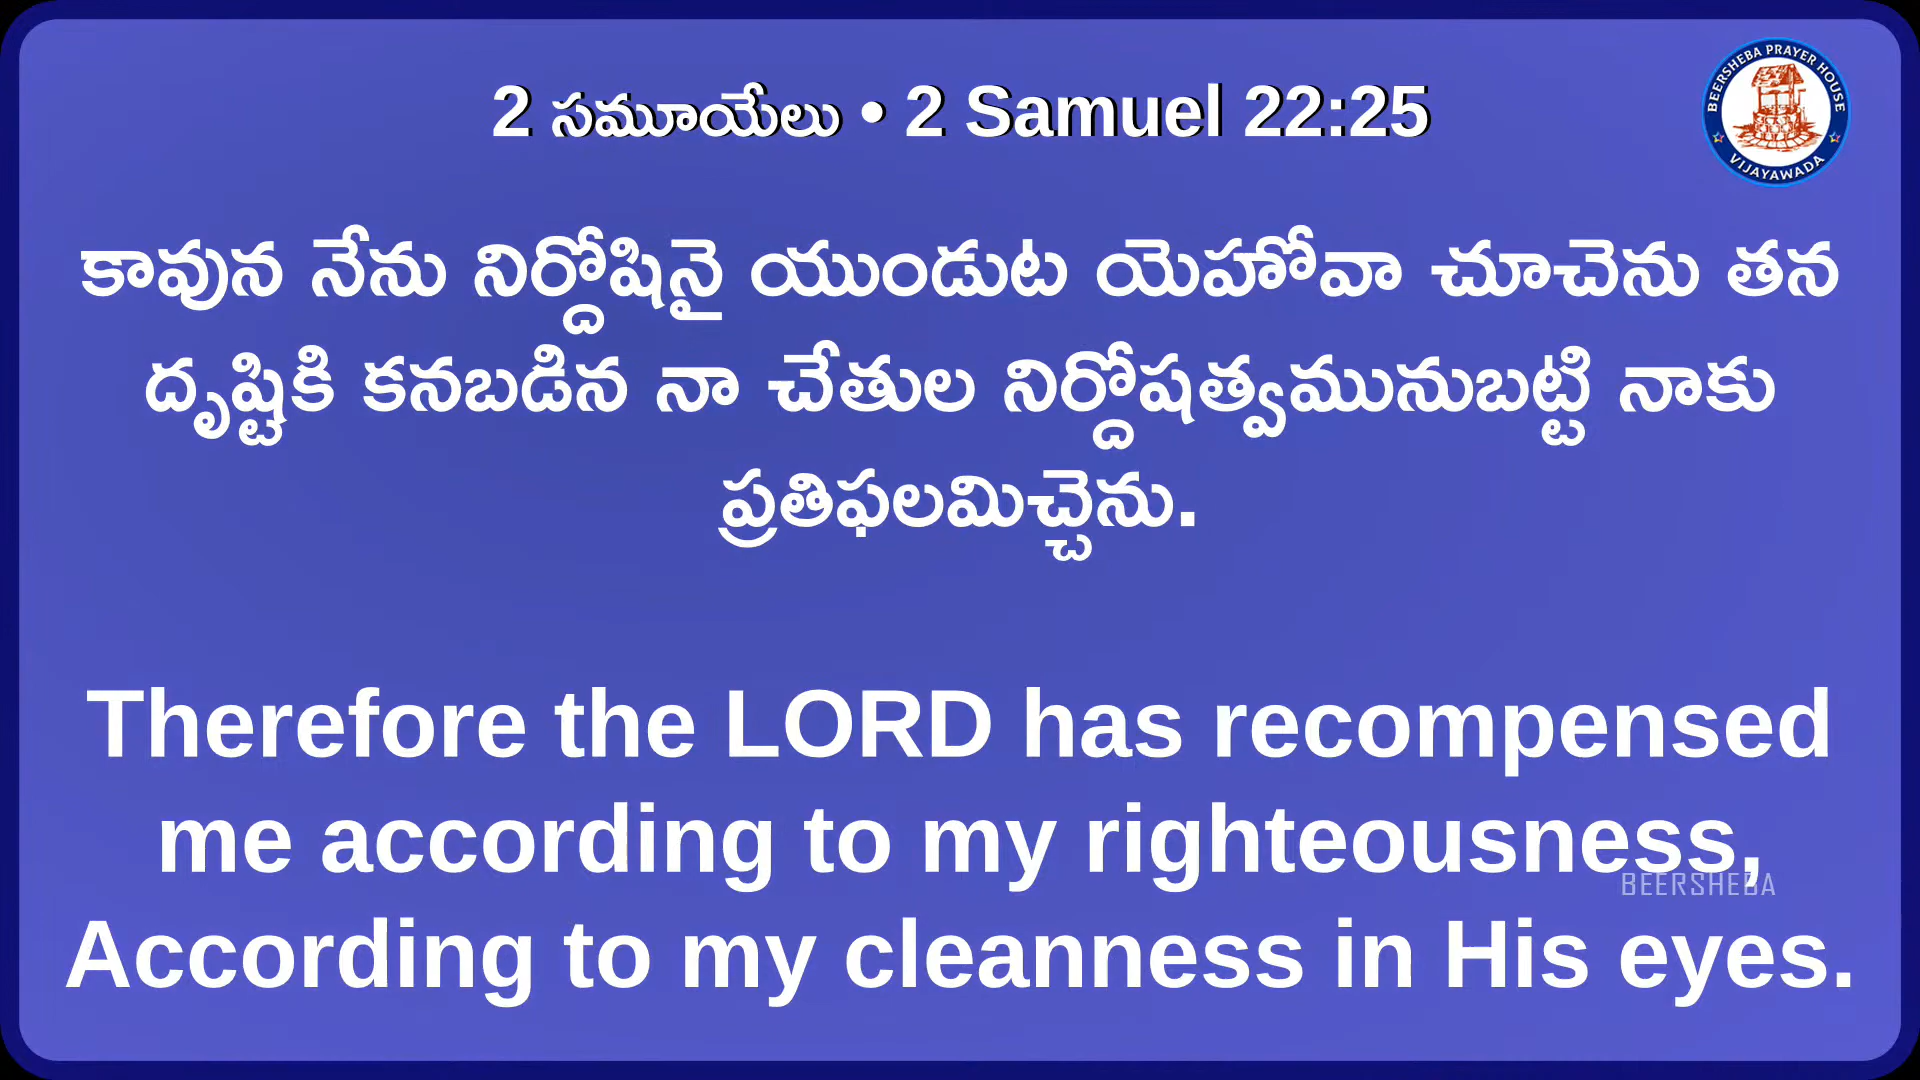 2 సమూయేలు • 2 Samuel 22:25
BEERSHEBA PRAYER HOUSE
VIJAYAWADA
కావున నేను నిర్దోషినై యుండుట యెహోవా చూచెను తన
దృష్టికి కనబడిన నా చేతుల నిర్దోషత్వమునుబట్టి నాకు
ప్రతిఫలమిచ్చెను.
Therefore the LORD has recompensed
me according to my righteousness,
BEERSHEBA
According to my cleanness in His eyes.